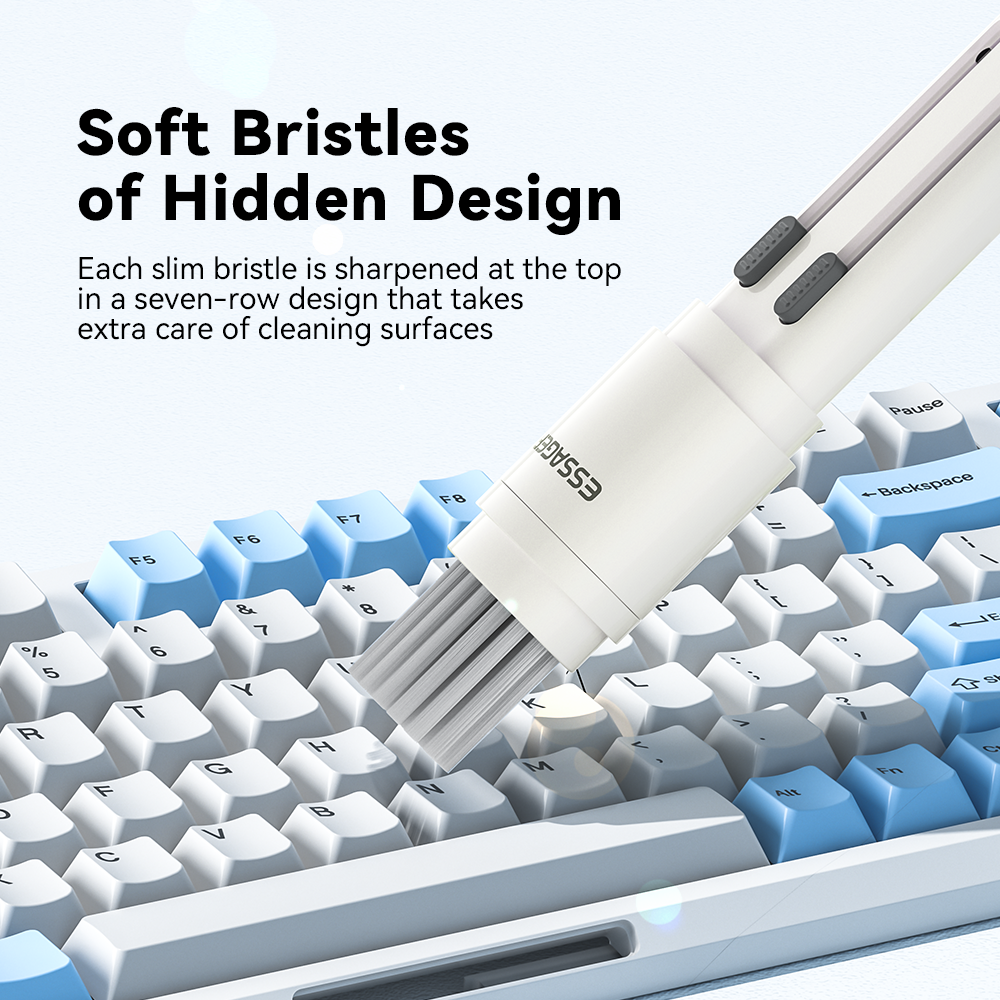 Soft Bristles
of Hidden Design
Each slim bristle is sharpened at the top
in a seven-row design that takes
extra care of cleaning surfaces
Pause
←Backspace
ESSAGER
F5
F6
F7
F8
%
5
^
6
&
7
*
8
+
=
R
T
Y
{
[
}
]
|
\
F
G
H
K
L
:
;
"
'
C
V
B
N
M
<
,
>
.
?
/
Alt
Fn